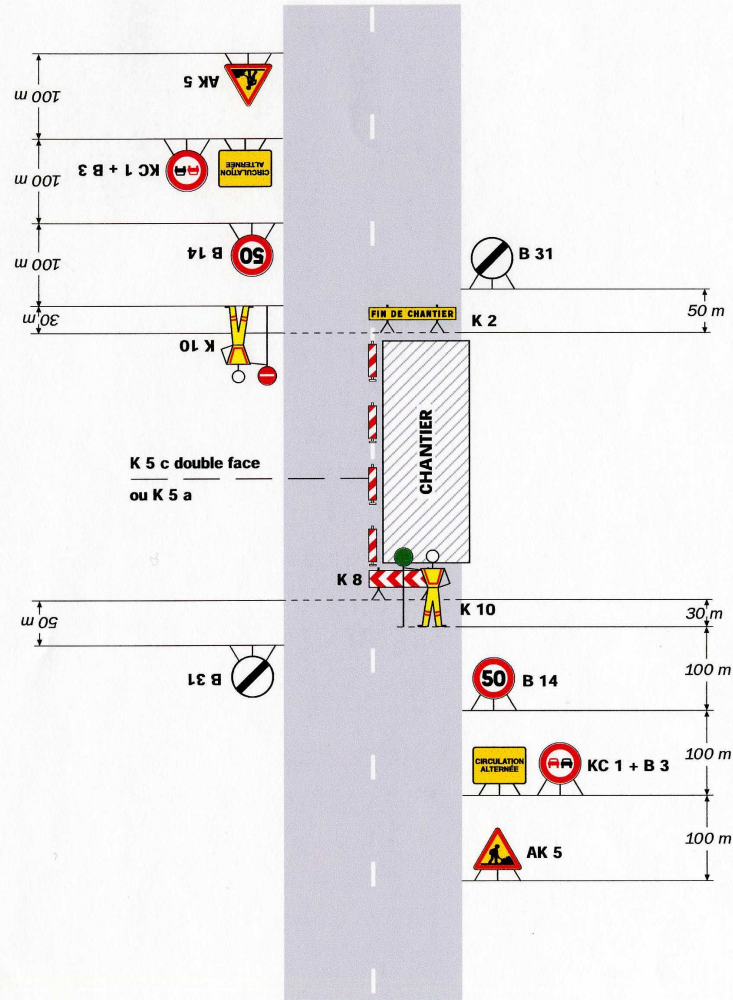 AK 5
100 m
KC 1 + B 3
CIRCULATION
ALTERNÉE
100 m
50
B 14
100 m
B 31
50 m
30 m
FIN DE CHANTIER
K 2
K 10
CHANTIER
K 5 c double face
ou K 5 a
K 8
K 10
50 m
30 m
B 31
50
B 14
100 m
CIRCULATION
ALTERNÉE
KC 1 + B 3
100 m
AK 5
100 m